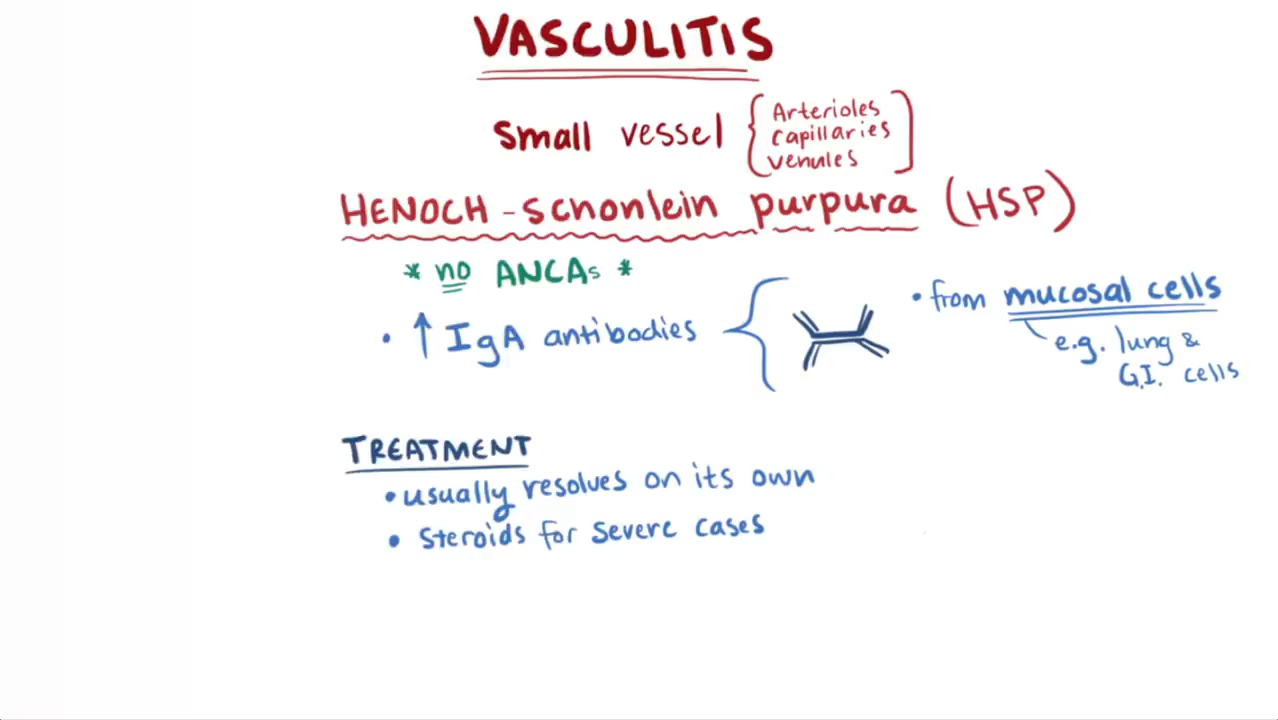 VASCULITIS
Small vessel
Arterioles
Capillaries
Venules
HENOCH-Schonlein purpura (HSP)
* no ANCAs *
• ↑ IgA antibodies
• from mucosal cells
e.g. lung &
G.I. cells
TREATMENT
• usually resolves on its own
• Steroids for severe cases